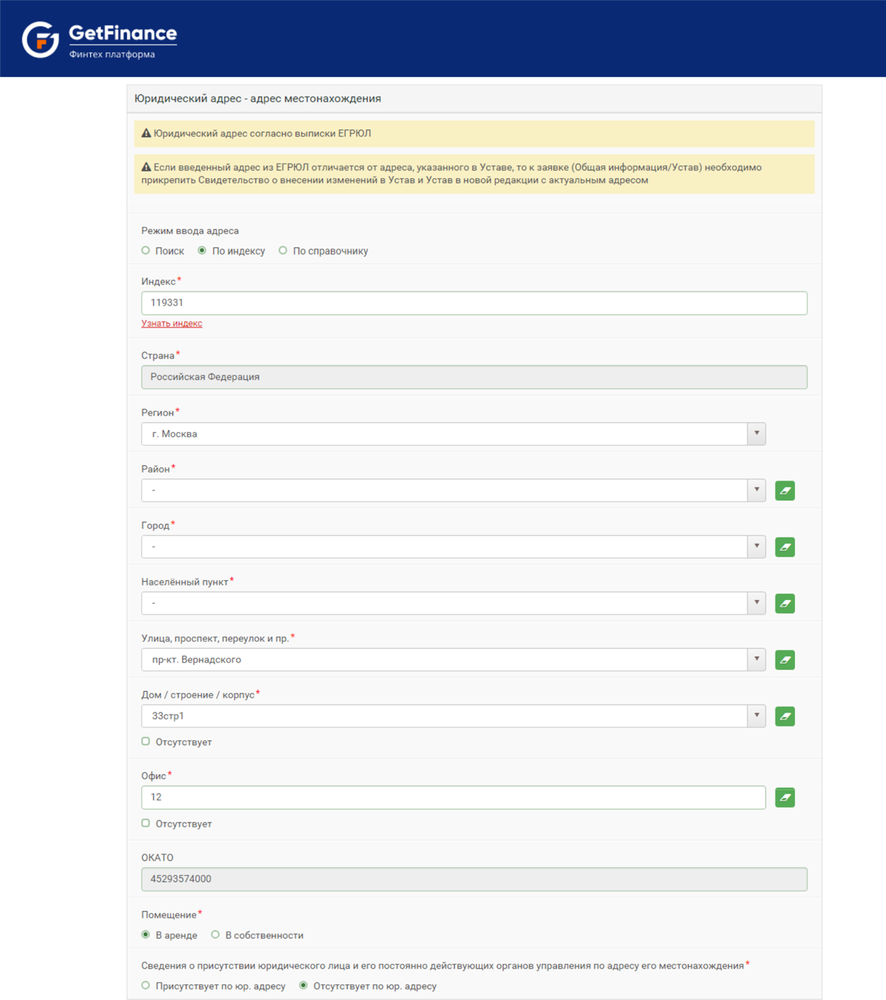 GetFinance
Финтех платформа
Юридический адрес - адрес местонахождения
Юридический адрес согласно выписки ЕГРЮЛ
Если введенный адрес из ЕГРЮЛ отличается от адреса, указанного в Уставе, то к заявке (Общая информация/Устав) необходимо
прикрепить Свидетельство о внесении изменений в Устав и Устав в новой редакции с актуальным адресом
Режим ввода адреса
Поиск По индексу По справочнику
Индекс*
119331
Узнать индекс
Страна*
Российская Федерация
Регион*
г. Москва
Район*
-
Город*
-
Населённый пункт*
-
Улица, проспект, переулок и пр.*
пр-кт. Вернадского
Дом / строение / корпус*
33стр1
Отсутствует
Офис*
12
Отсутствует
ОКАТО
45293574000
Помещение*
В аренде В собственности
Сведения о присутствии юридического лица и его постоянно действующих органов управления по адресу его местонахождения*
Присутствует по юр. адресу Отсутствует по юр. адресу